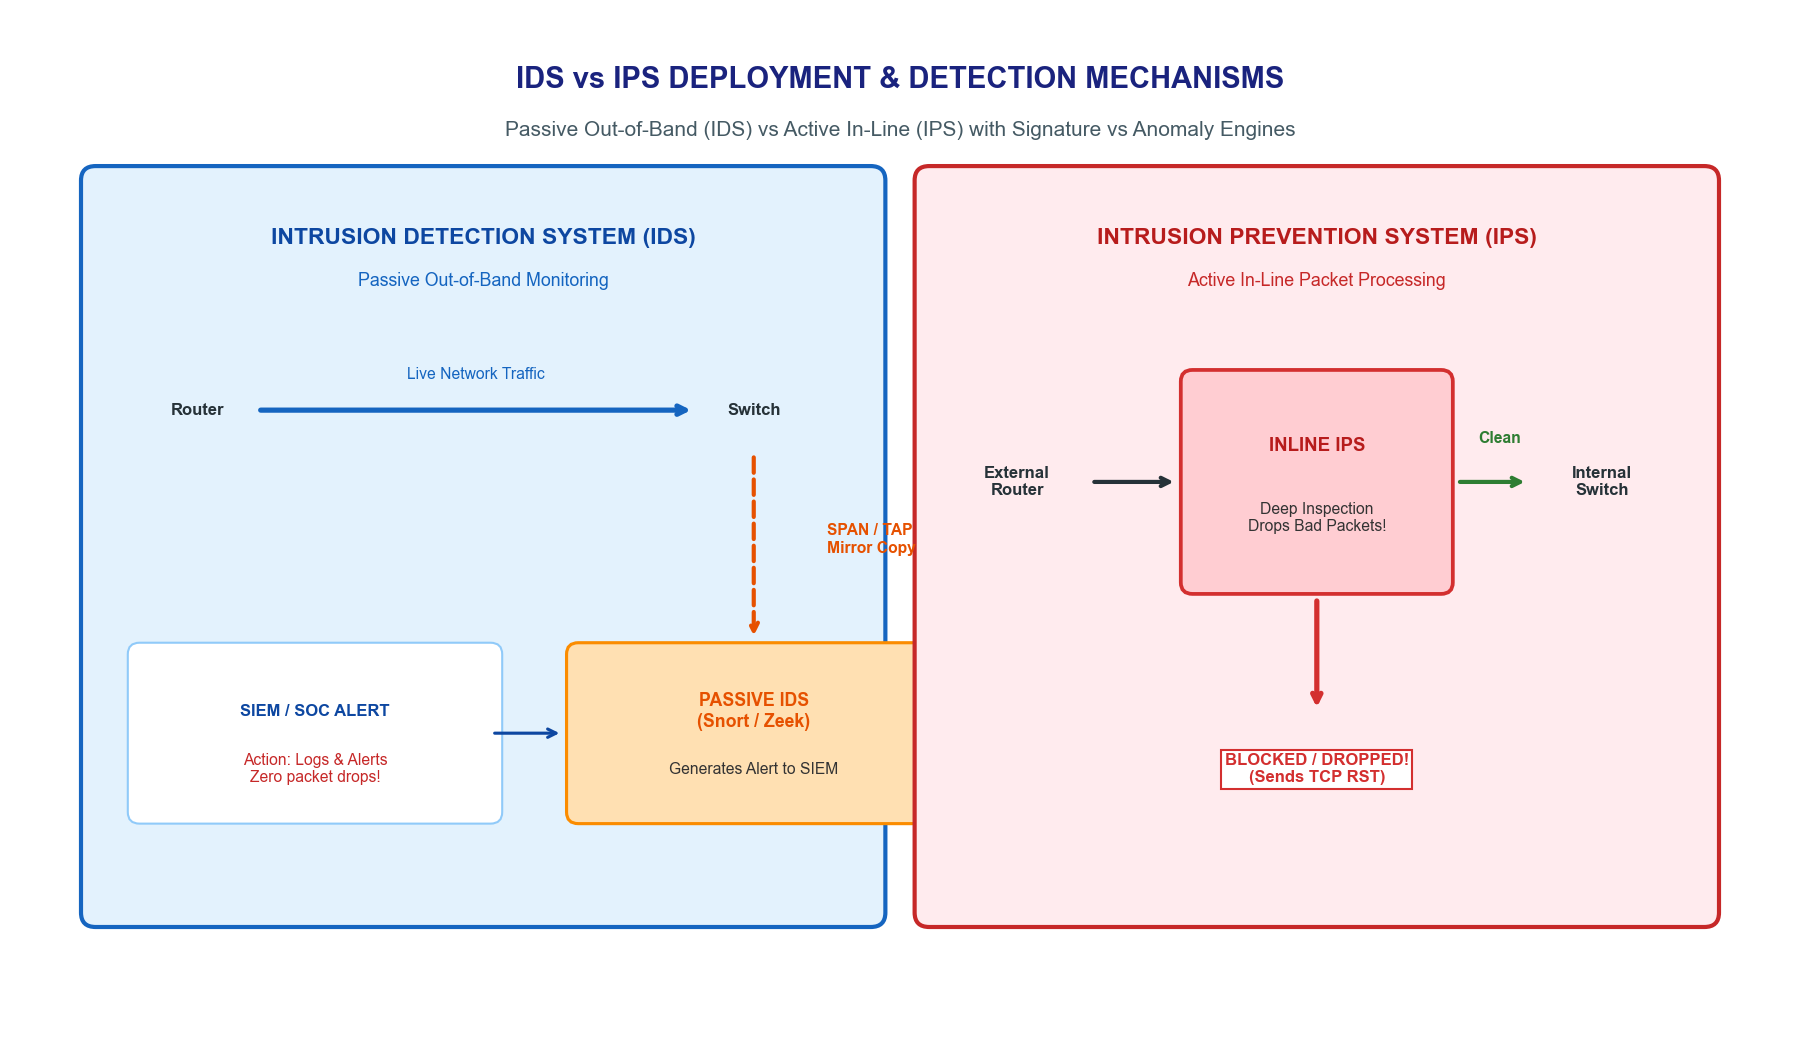 IDS vs IPS DEPLOYMENT & DETECTION MECHANISMS
Passive Out-of-Band (IDS) vs Active In-Line (IPS) with Signature vs Anomaly Engines
INTRUSION DETECTION SYSTEM (IDS)
Passive Out-of-Band Monitoring
Live Network Traffic
Router
Switch
SPAN / TAP
Mirror Copy
SIEM / SOC ALERT
Action: Logs & Alerts
Zero packet drops!
PASSIVE IDS
(Snort / Zeek)
Generates Alert to SIEM
INTRUSION PREVENTION SYSTEM (IPS)
Active In-Line Packet Processing
External
Router
INLINE IPS
Deep Inspection
Drops Bad Packets!
Clean
Internal
Switch
BLOCKED / DROPPED!
(Sends TCP RST)